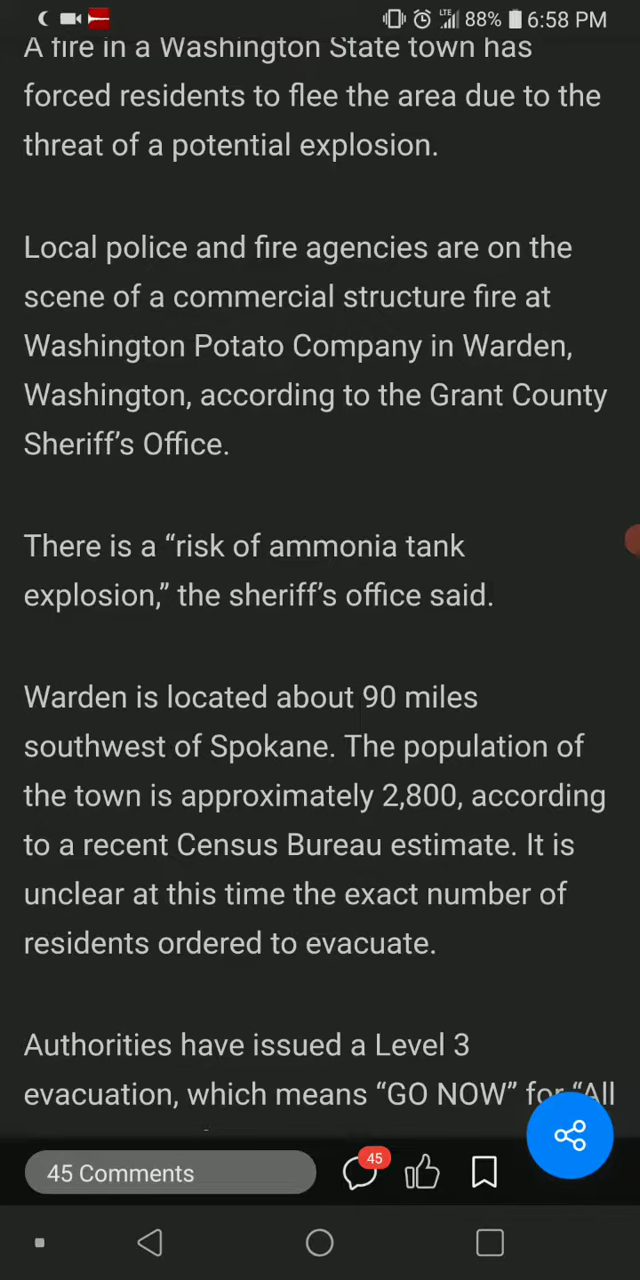 LTE 88% 6:58 PM
A fire in a Washington State town has
forced residents to flee the area due to the
threat of a potential explosion.
Local police and fire agencies are on the
scene of a commercial structure fire at
Washington Potato Company in Warden,
Washington, according to the Grant County
Sheriff’s Office.
There is a “risk of ammonia tank
explosion,” the sheriff’s office said.
Warden is located about 90 miles
southwest of Spokane. The population of
the town is approximately 2,800, according
to a recent Census Bureau estimate. It is
unclear at this time the exact number of
residents ordered to evacuate.
Authorities have issued a Level 3
evacuation, which means “GO NOW” for “All
45 Comments 45